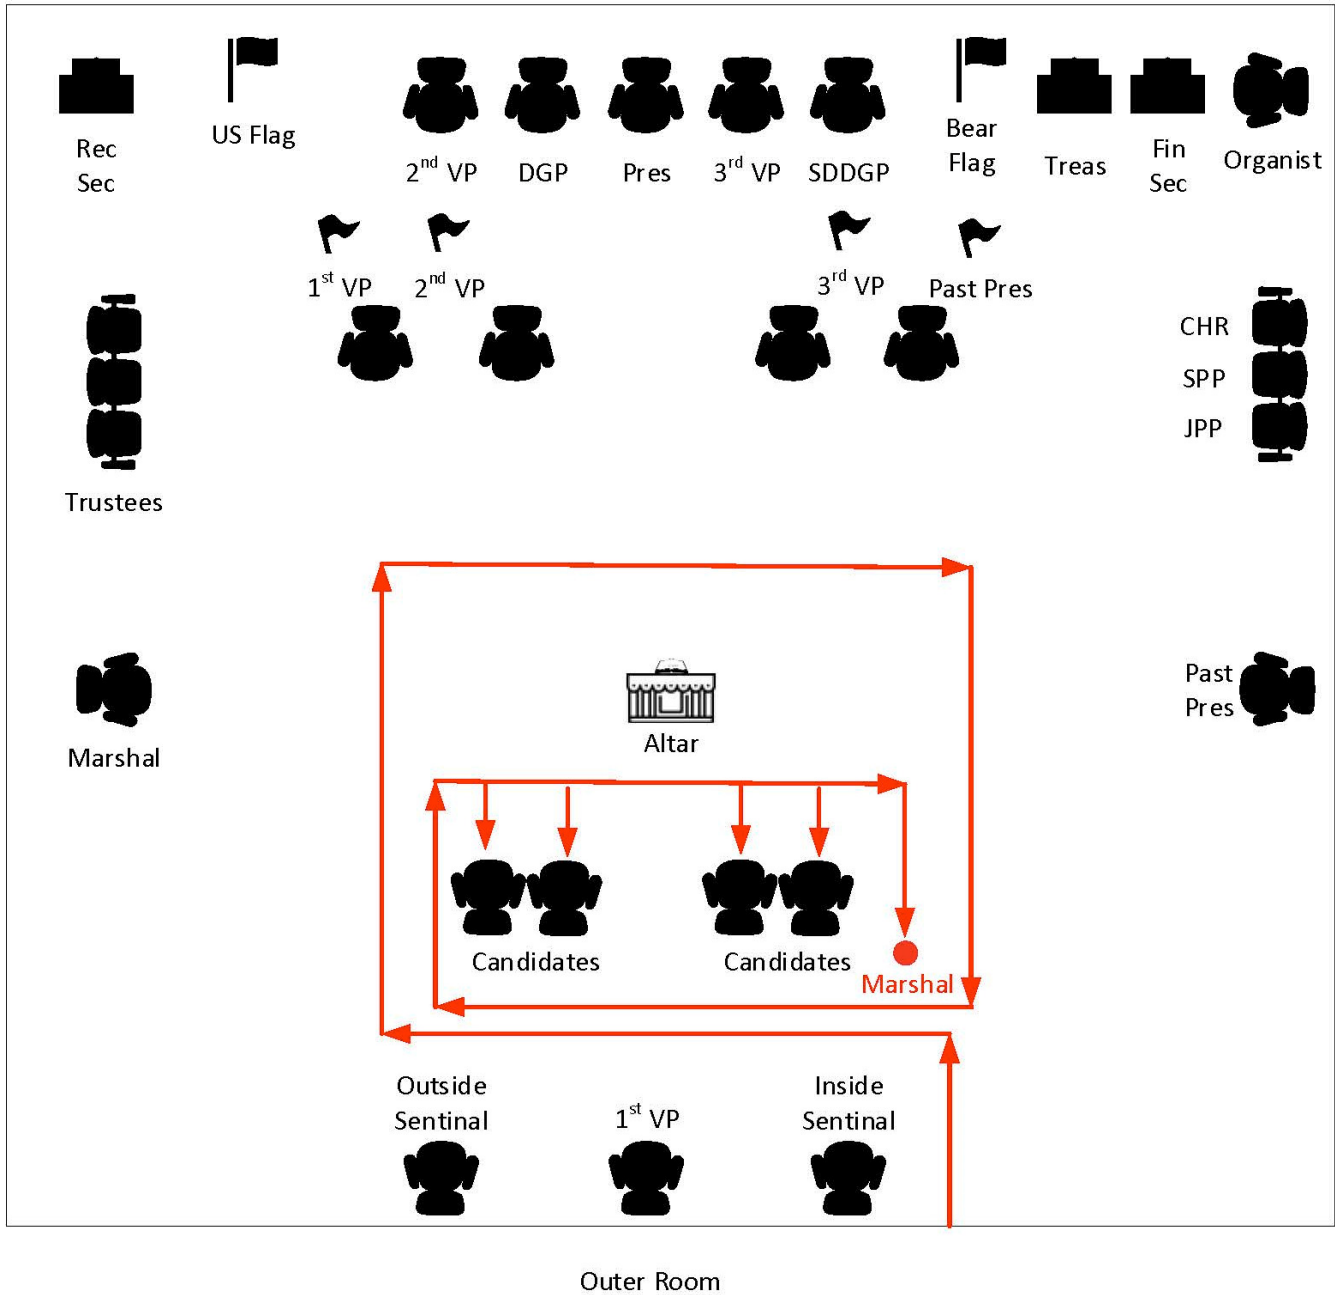 Rec
Sec
US Flag
2nd VP
DGP
Pres
3rd VP
SDDGP
Bear
Flag
Treas
Fin
Sec
Organist
1st VP
2nd VP
3rd VP
Past Pres
Trustees
CHR
SPP
JPP
Marshal
Altar
Past
Pres
Candidates
Candidates
Marshal
Outside
Sentinal
1st VP
Inside
Sentinal
Outer Room